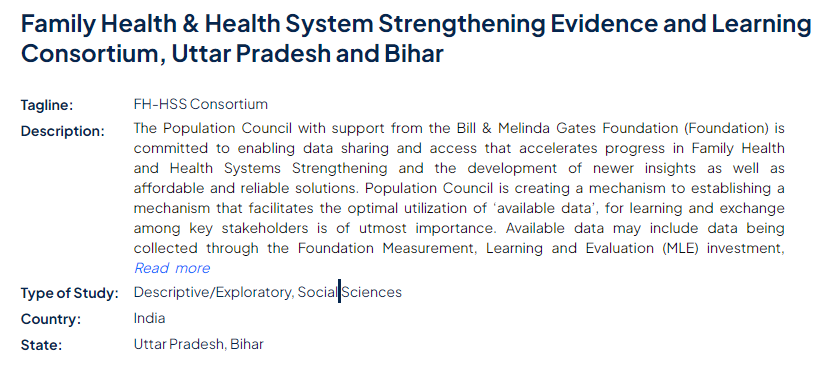 Family Health & Health System Strengthening Evidence and Learning
Consortium, Uttar Pradesh and Bihar
Tagline: FH-HSS Consortium
Description: The Population Council with support from the Bill & Melinda Gates Foundation (Foundation) is
committed to enabling data sharing and access that accelerates progress in Family Health
and Health Systems Strengthening and the development of newer insights as well as
affordable and reliable solutions. Population Council is creating a mechanism to establishing a
mechanism that facilitates the optimal utilization of ‘available data’, for learning and exchange
among key stakeholders is of utmost importance. Available data may include data being
collected through the Foundation Measurement, Learning and Evaluation (MLE) investment,
Read more
Type of Study: Descriptive/Exploratory, Social Sciences
Country: India
State: Uttar Pradesh, Bihar